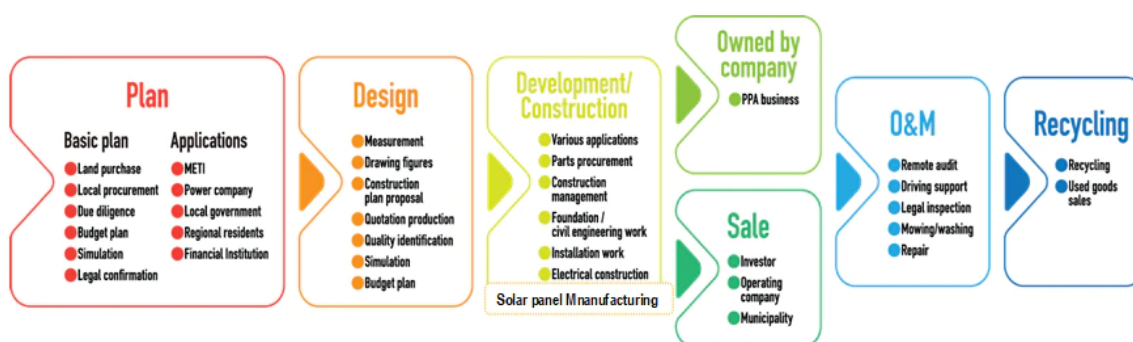 Plan
Basic plan
Land purchase
Local procurement
Due diligence
Budget plan
Simulation
Legal confirmation
Applications
METI
Power company
Local government
Regional residents
Financial Institution
Design
Measurement
Drawing figures
Construction
plan proposal
Quotation production
Quality identification
Simulation
Budget plan
Development/
Construction
Various applications
Parts procurement
Construction
management
Foundation /
civil engineering work
Installation work
Electrical construction
Solar panel Mnanufacturing
Owned by
company
PPA business
Sale
Investor
Operating
company
Municipality
O&M
Remote audit
Driving support
Legal inspection
Mowing/washing
Repair
Recycling
Recycling
Used goods
sales